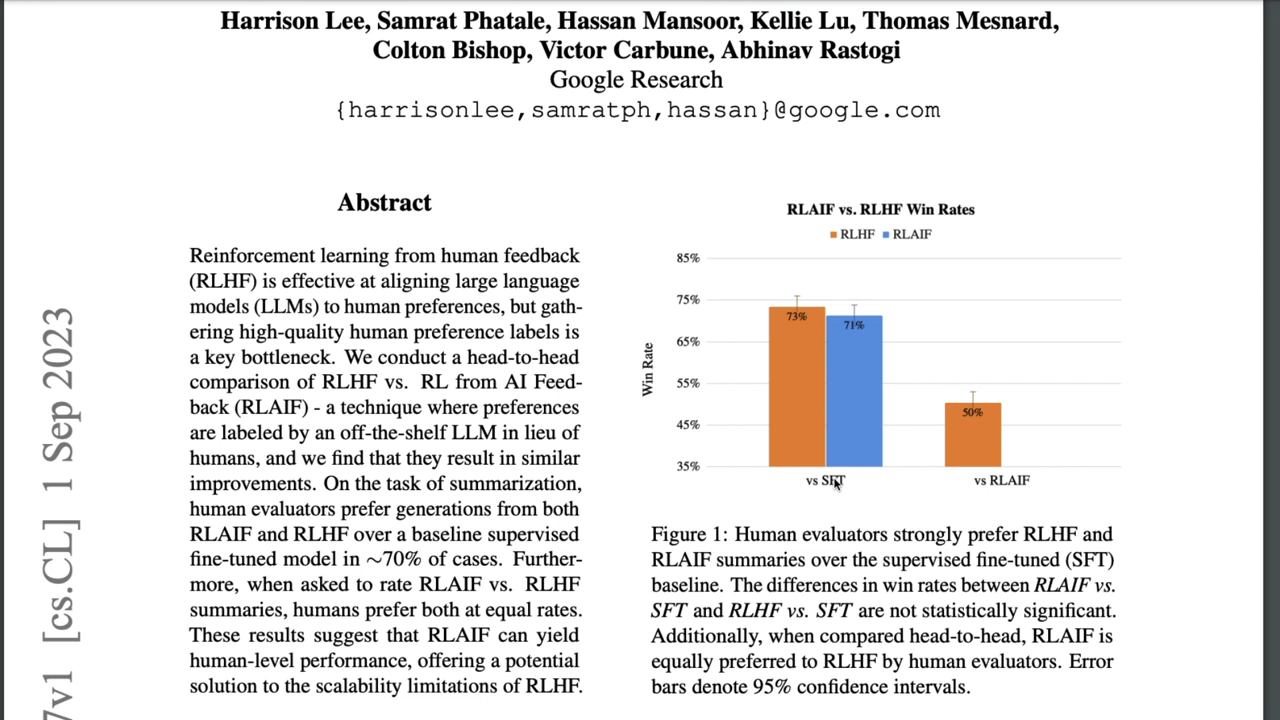 Harrison Lee, Samrat Phatale, Hassan Mansoor, Kellie Lu, Thomas Mesnard,
Colton Bishop, Victor Carbune, Abhinav Rastogi
Google Research
{harrisonlee,samratph,hassan}@google.com
7v1 [cs.CL] 1 Sep 2023
Abstract
Reinforcement learning from human feedback
(RLHF) is effective at aligning large language
models (LLMs) to human preferences, but gath-
ering high-quality human preference labels is
a key bottleneck. We conduct a head-to-head
comparison of RLHF vs. RL from AI Feed-
back (RLAIF) - a technique where preferences
are labeled by an off-the-shelf LLM in lieu of
humans, and we find that they result in similar
improvements. On the task of summarization,
human evaluators prefer generations from both
RLAIF and RLHF over a baseline supervised
fine-tuned model in ~70% of cases. Further-
more, when asked to rate RLAIF vs. RLHF
summaries, humans prefer both at equal rates.
These results suggest that RLAIF can yield
human-level performance, offering a potential
solution to the scalability limitations of RLHF.
RLAIF vs. RLHF Win Rates
RLHF RLAIF
85%
75%
65%
55%
45%
35%
Win Rate
73%
71%
50%
vs SFT
vs RLAIF
Figure 1: Human evaluators strongly prefer RLHF and
RLAIF summaries over the supervised fine-tuned (SFT)
baseline. The differences in win rates between RLAIF vs.
SFT and RLHF vs. SFT are not statistically significant.
Additionally, when compared head-to-head, RLAIF is
equally preferred to RLHF by human evaluators. Error
bars denote 95% confidence intervals.